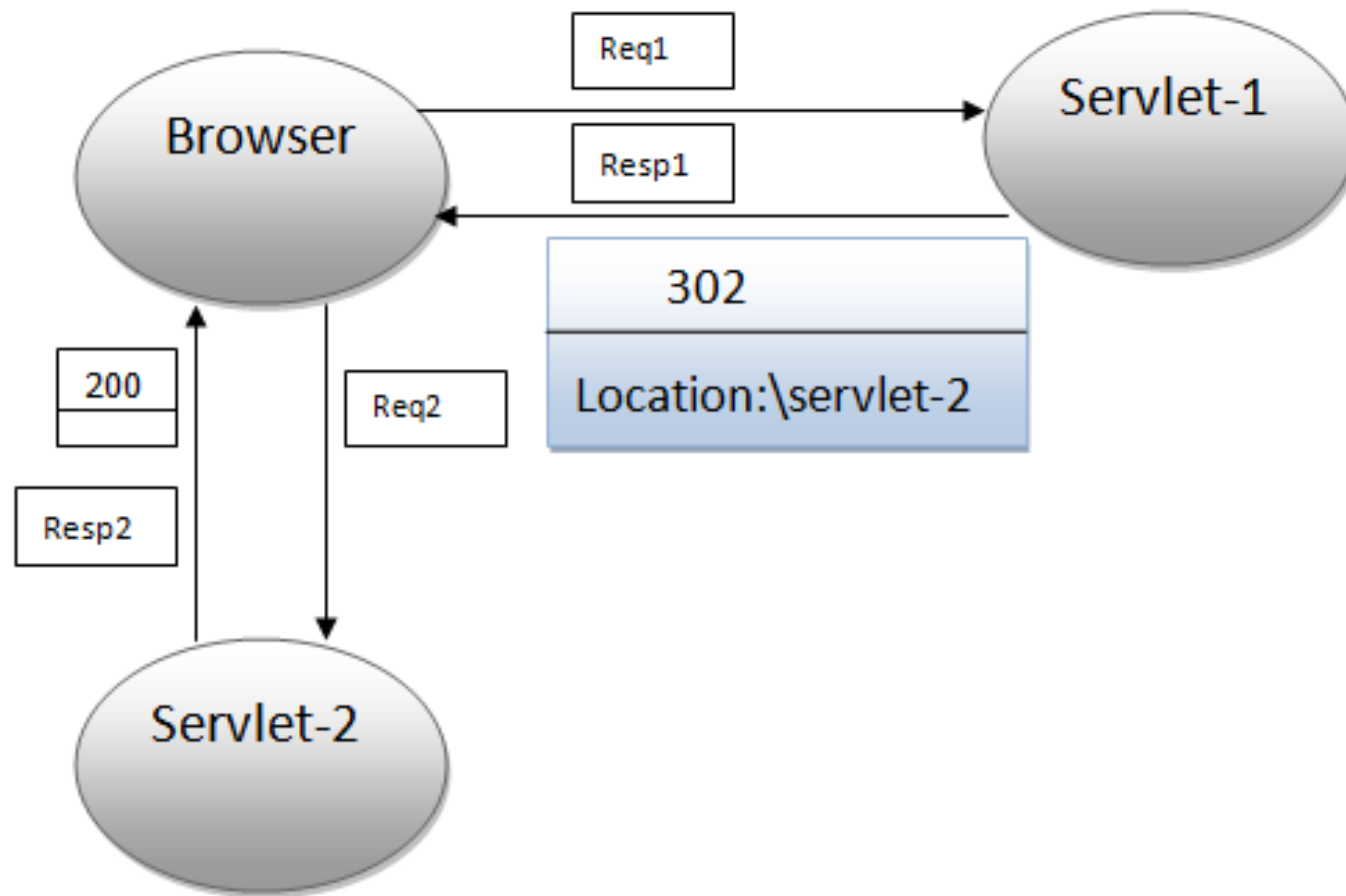 Browser
Req1
Servlet-1
Resp1
302
Location:\servlet-2
200
Req2
Resp2
Servlet-2